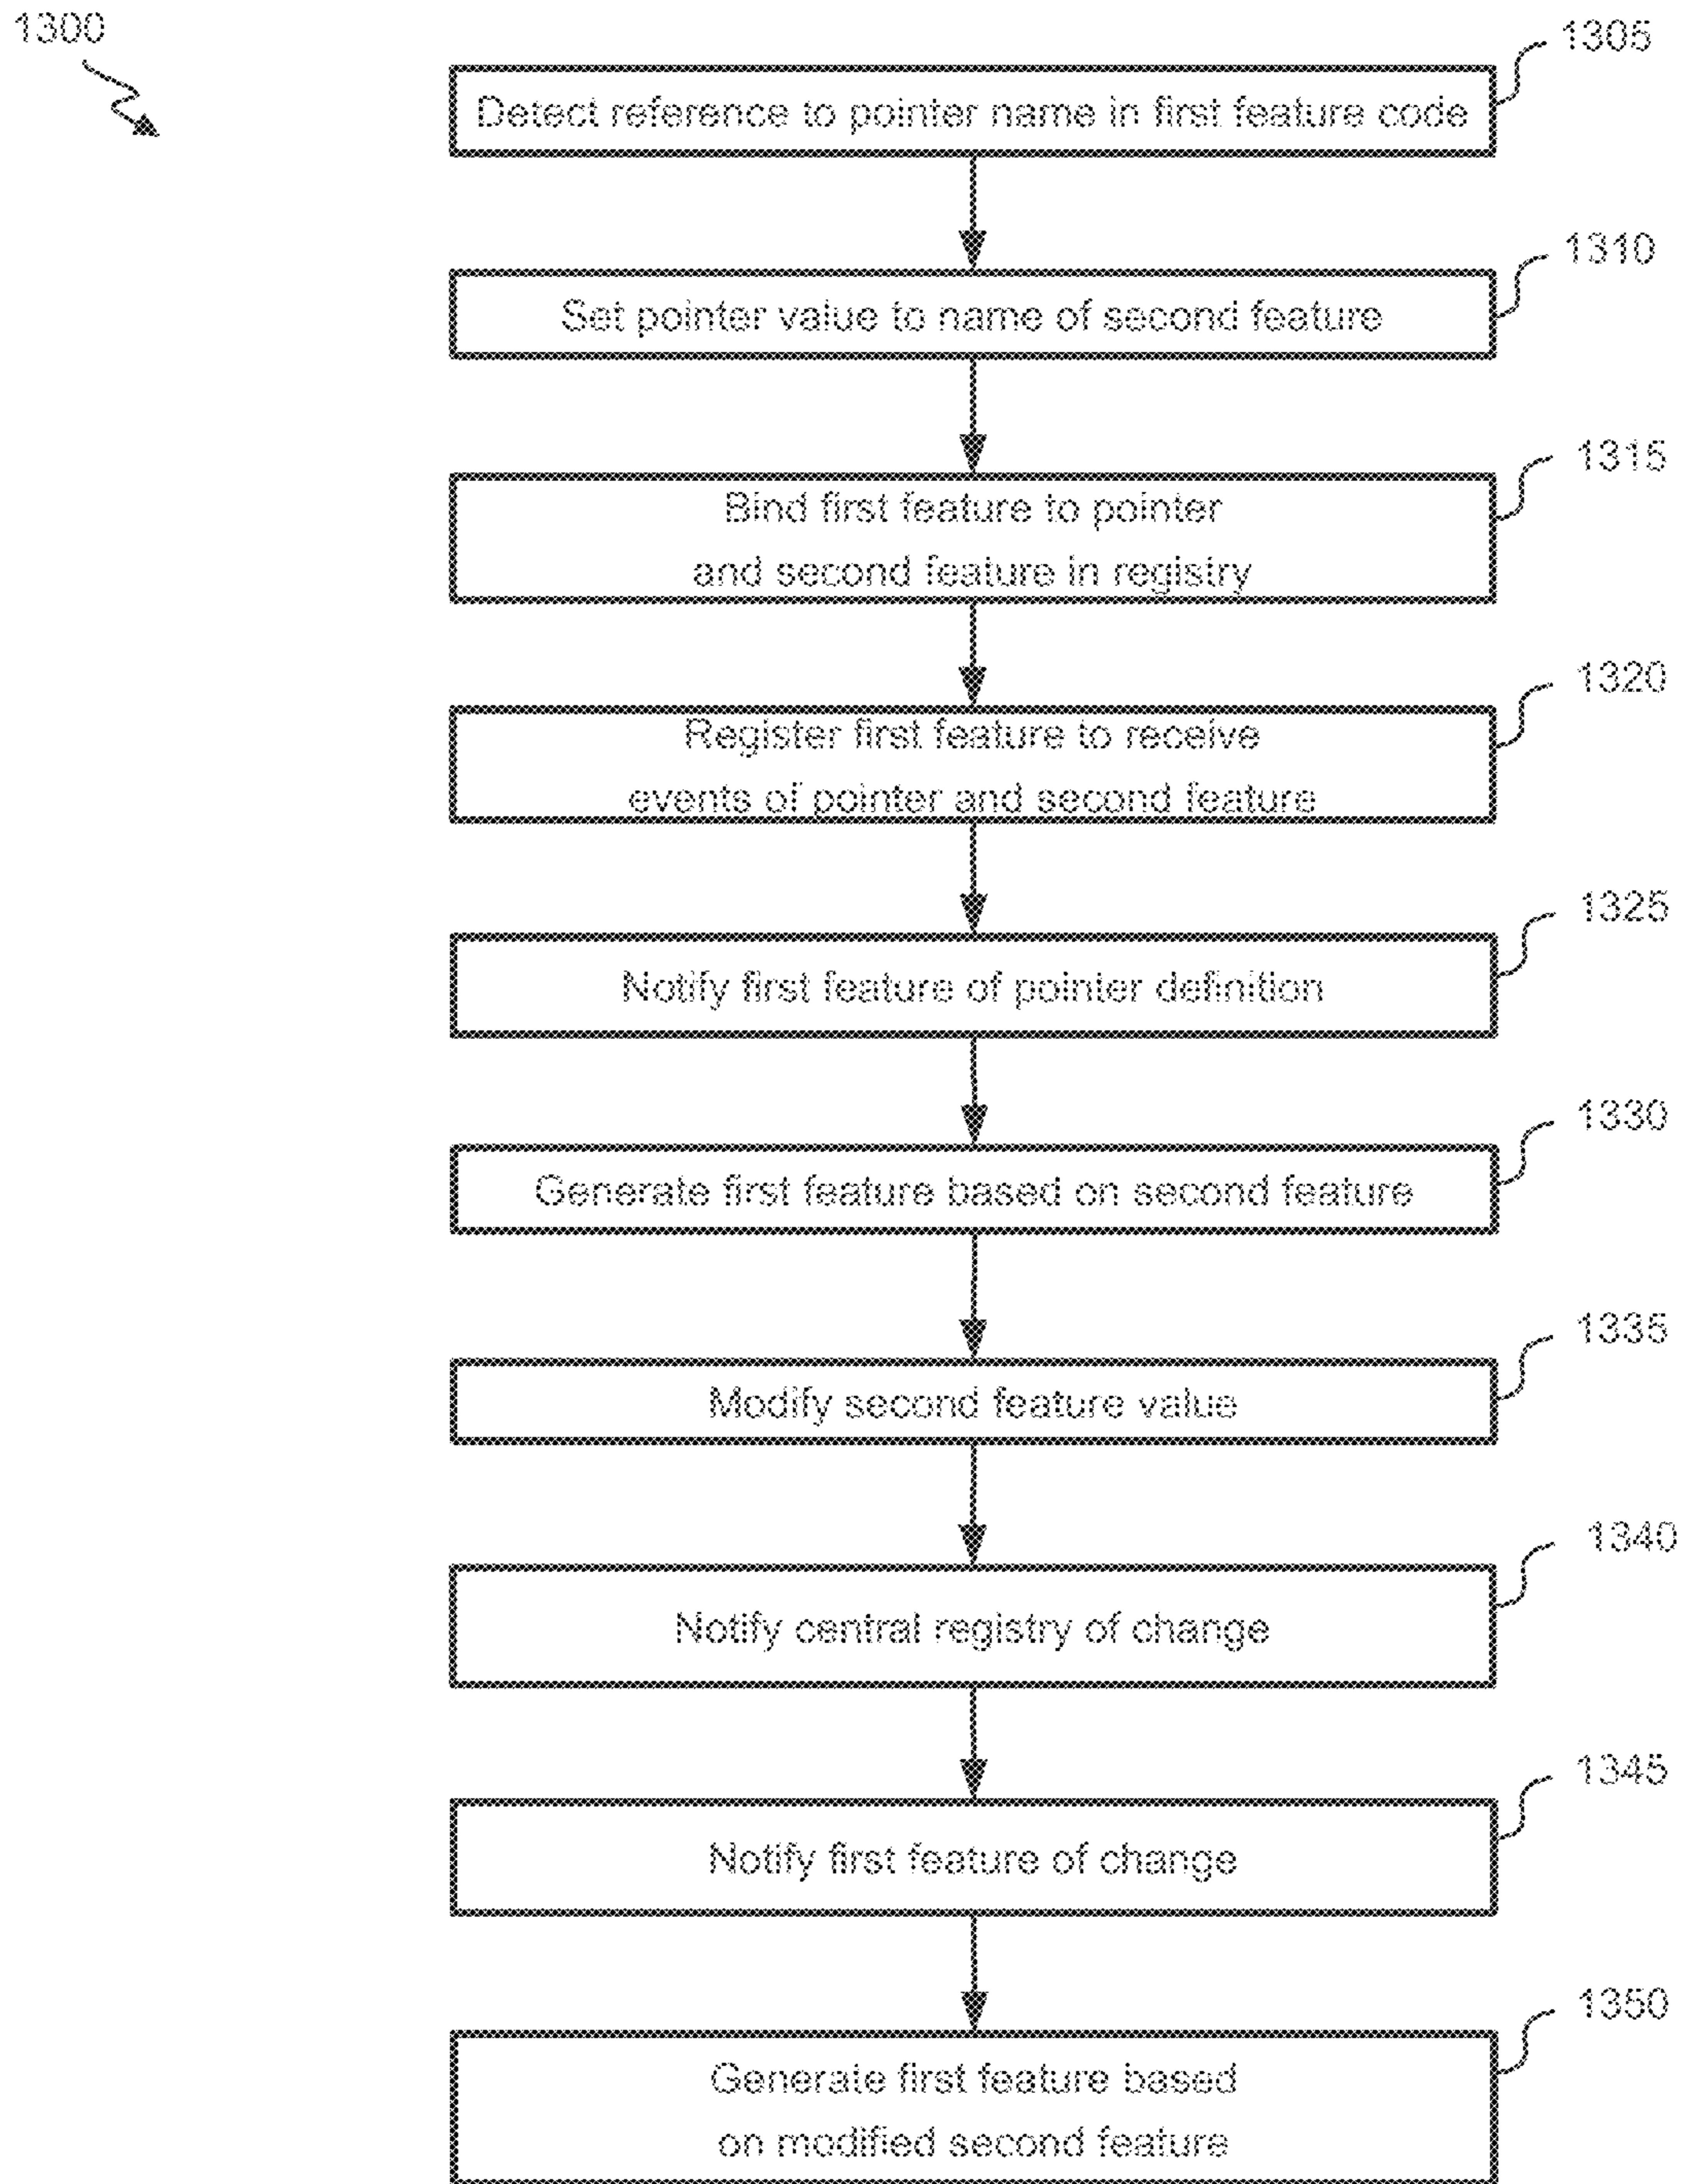 1300
1305
Detect reference to pointer name in first feature code
1310
Set pointer value to name of second feature
1315
Bind first feature to pointer
and second feature in registry
1320
Register first feature to receive
events of pointer and second feature
1325
Notify first feature of pointer definition
1330
Generate first feature based on second feature
1335
Modify second feature value
1340
Notify central registry of change
1345
Notify first feature of change
1350
Generate first feature based
on modified second feature